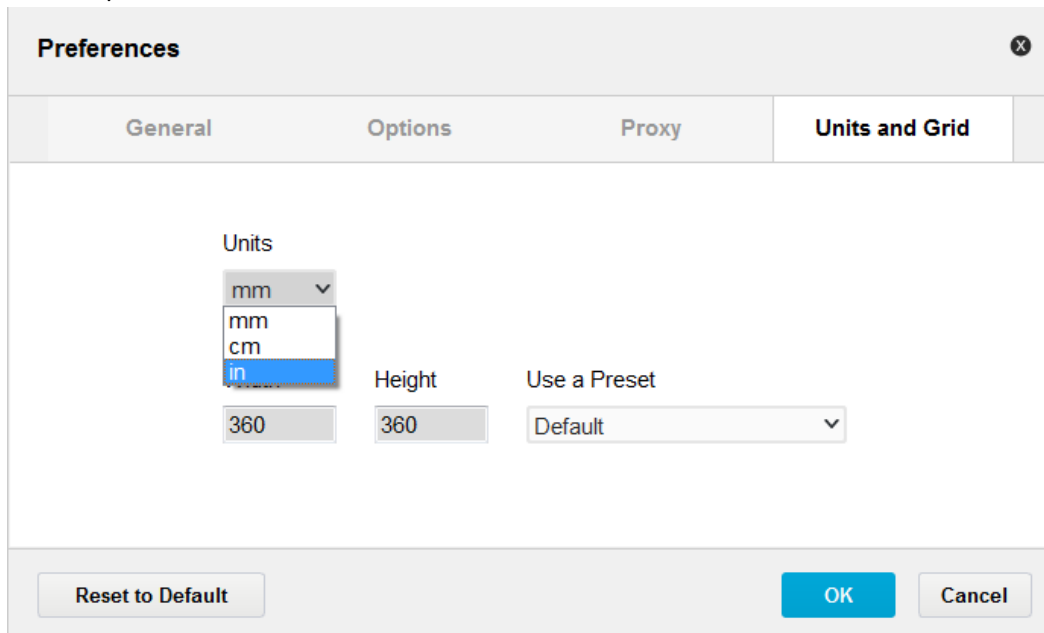 Preferences
General Options Proxy Units and Grid
Units
mm
mm
cm
in
Height Use a Preset
360 360 Default
Reset to Default OK Cancel